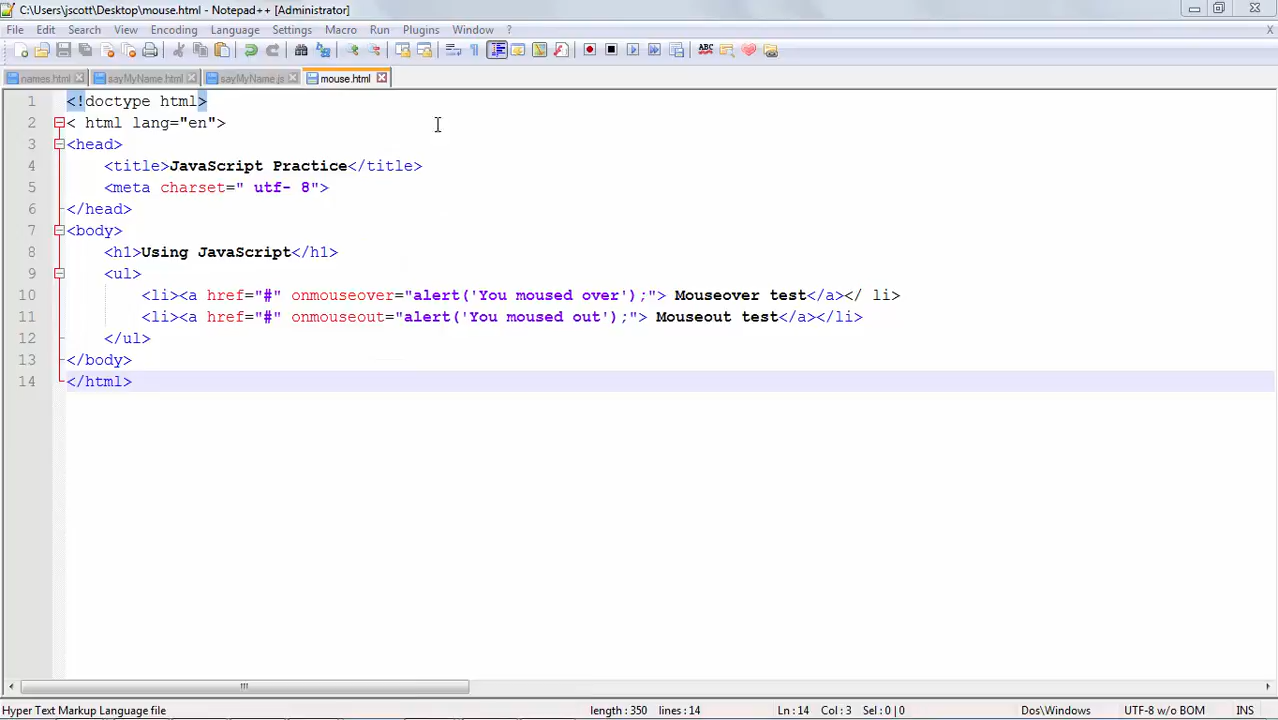 C:\Users\jscott\Desktop\mouse.html - Notepad++ [Administrator]
File Edit Search View Encoding Language Settings Macro Run Plugins Window ? X
names.html sayMyName.html sayMyName.js mouse.html
1 <!doctype html>
2 < html lang="en">
3 <head>
4 <title>JavaScript Practice</title>
5 <meta charset=" utf- 8">
6 </head>
7 <body>
8 <h1>Using JavaScript</h1>
9 <ul>
10 <li><a href="#" onmouseover="alert('You moused over');"> Mouseover test</a></ li>
11 <li><a href="#" onmouseout="alert('You moused out');"> Mouseout test</a></li>
12 </ul>
13 </body>
14 </html>
Hyper Text Markup Language file length : 350 lines : 14 Ln : 14 Col : 3 Sel : 0 | 0 Dos\Windows UTF-8 w/o BOM INS